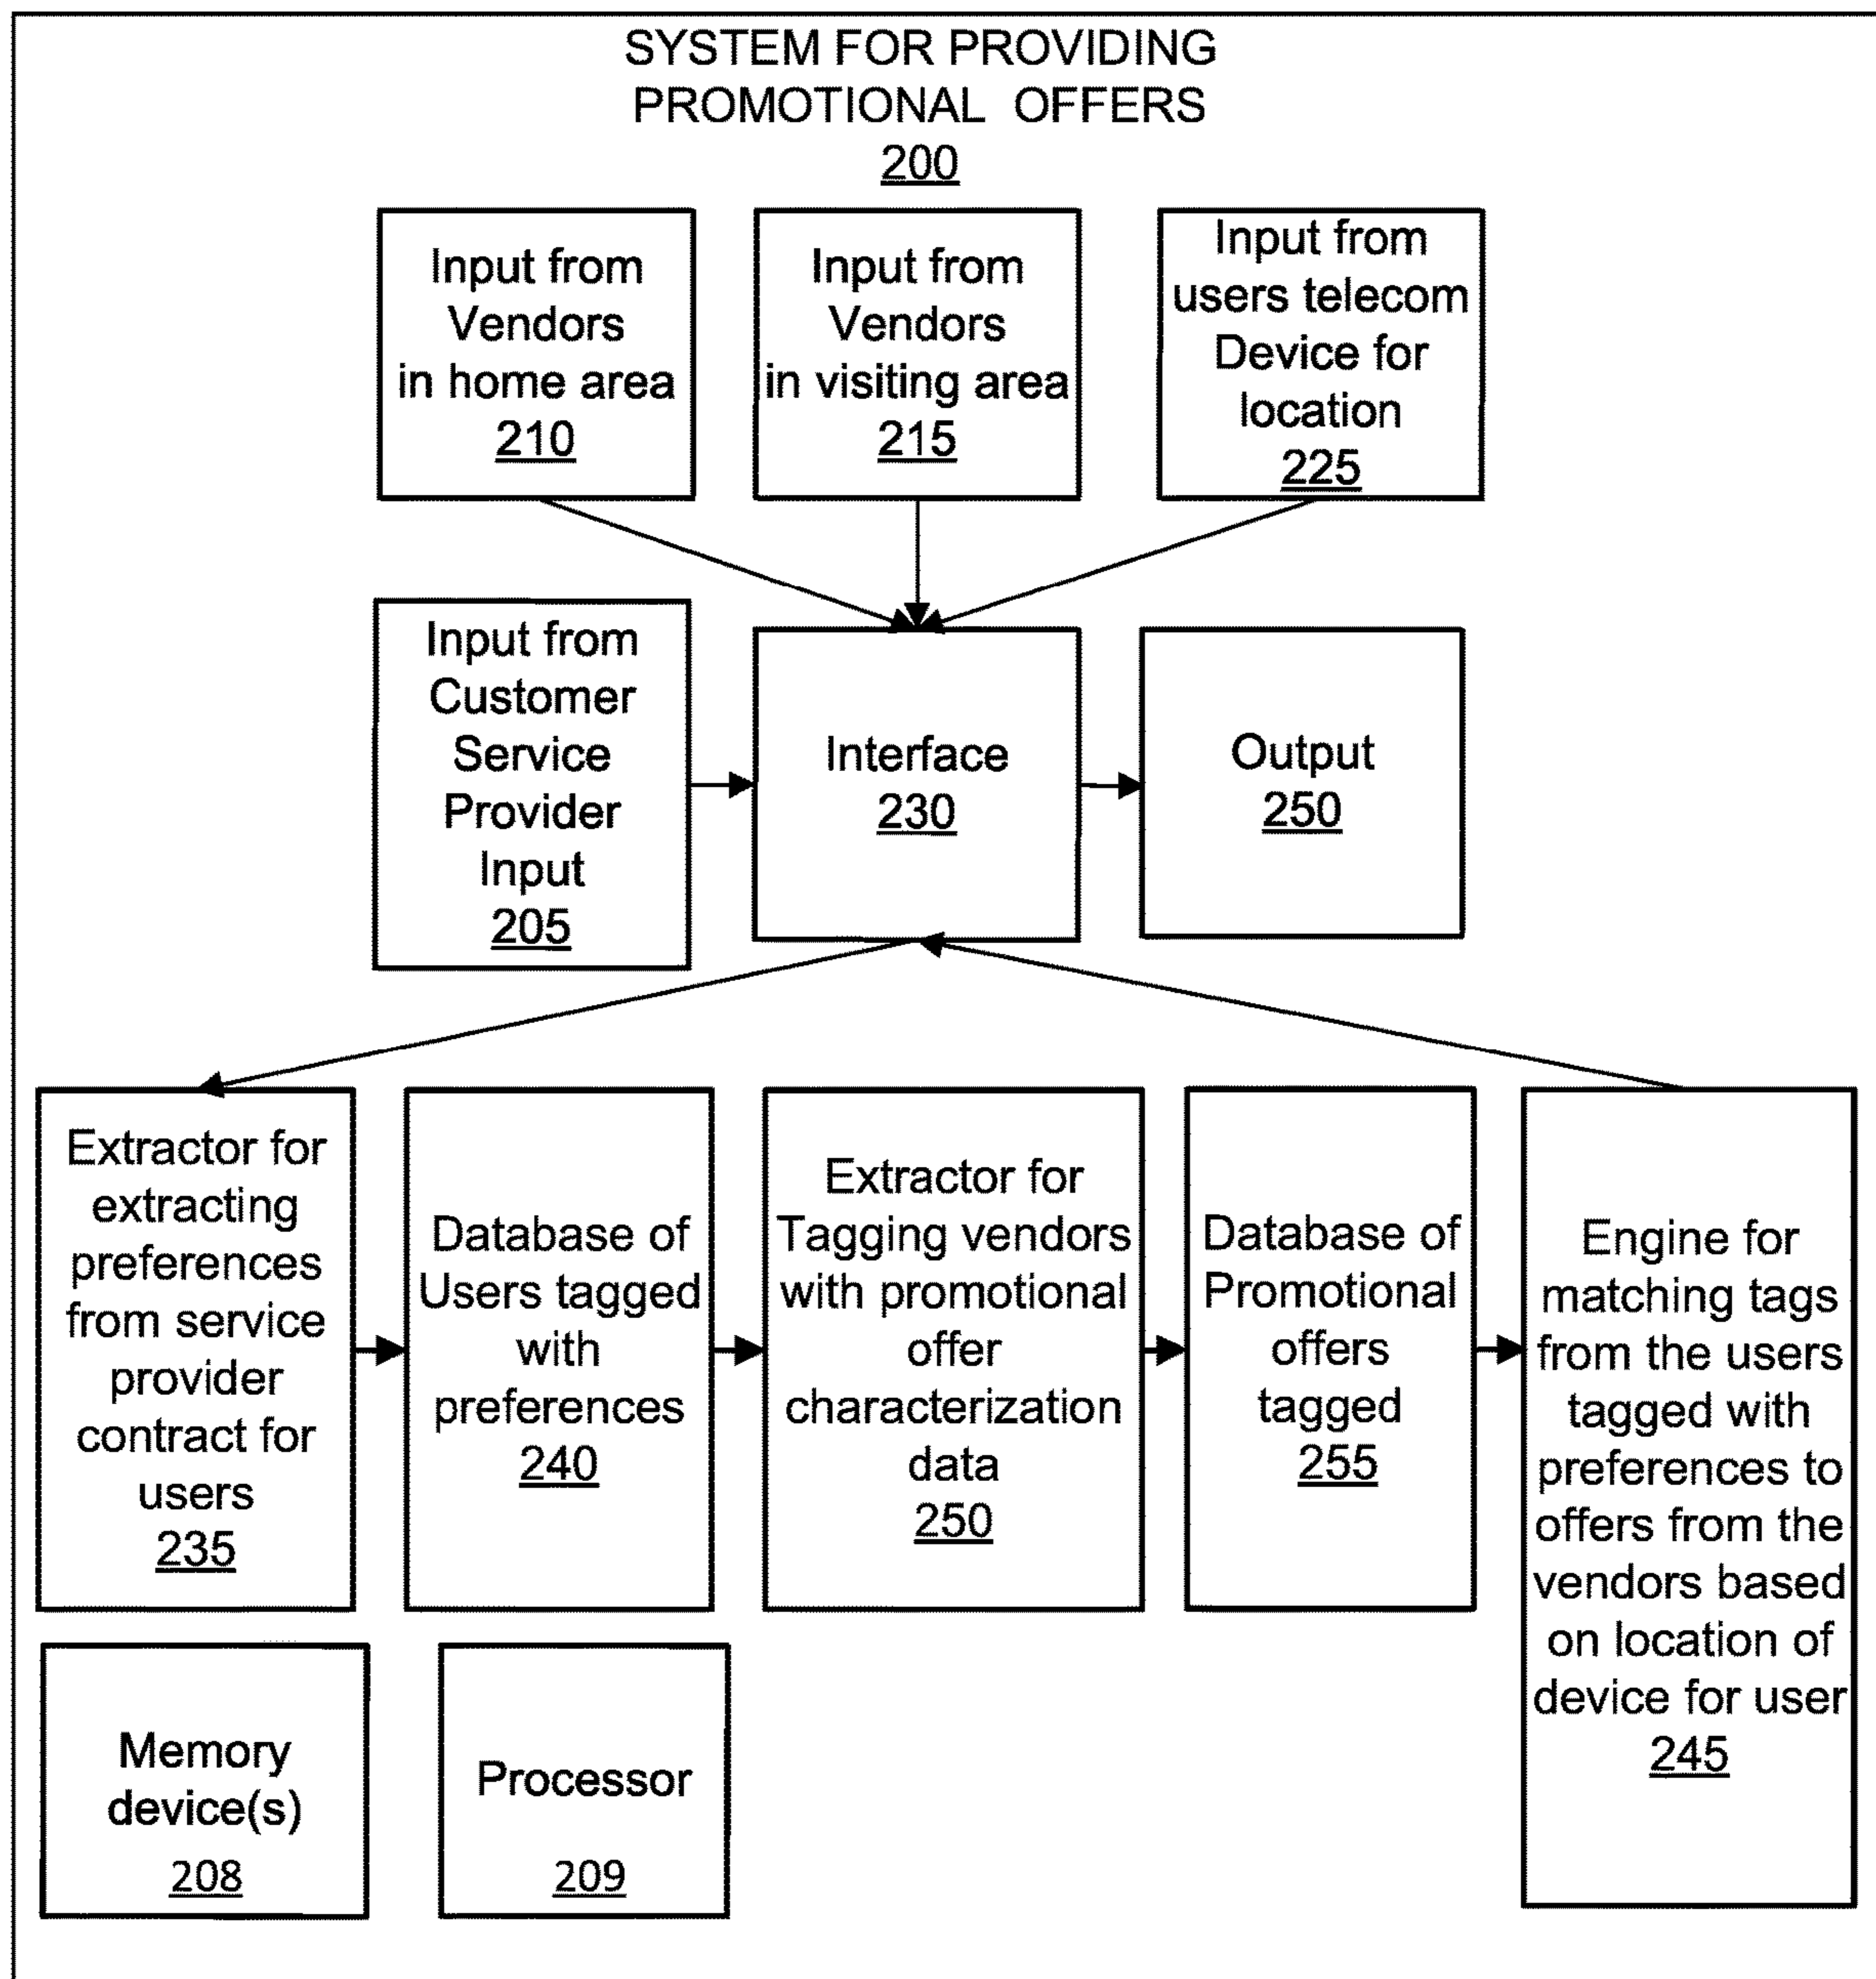 SYSTEM FOR PROVIDING
PROMOTIONAL OFFERS
200
Input from
Vendors
in home area
210
Input from
Vendors
in visiting area
215
Input from
users telecom
Device for
location
225
Input from
Customer
Service
Provider
Input
205
Interface
230
Output
250
Extractor for
extracting
preferences
from service
provider
contract for
users
235
Database of
Users tagged
with
preferences
240
Extractor for
Tagging vendors
with promotional
offer
characterization
data
250
Database of
Promotional
offers
tagged
255
Engine for
matching tags
from the users
tagged with
preferences to
offers from the
vendors based
on location of
device for user
245
Memory
device(s)
208
Processor
209